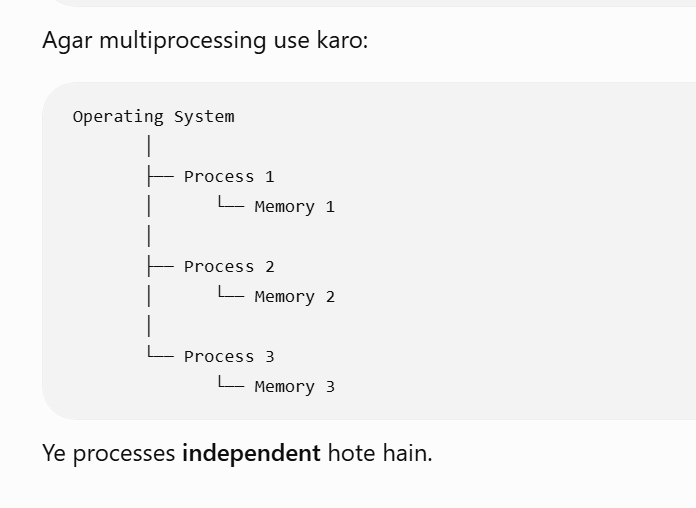 Agar multiprocessing use karo:
Operating System
│
├── Process 1
│      └── Memory 1
│
├── Process 2
│      └── Memory 2
│
└── Process 3
       └── Memory 3
Ye processes independent hote hain.